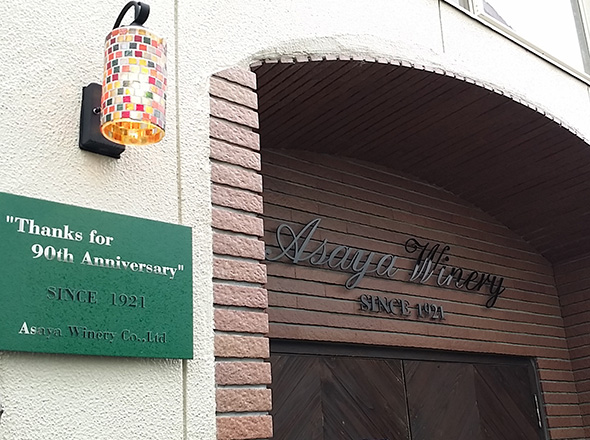 "Thanks for
90th Anniversary"
SINCE 1921
Asaya Winery Co.,Ltd
Asaya Winery
SINCE 1921